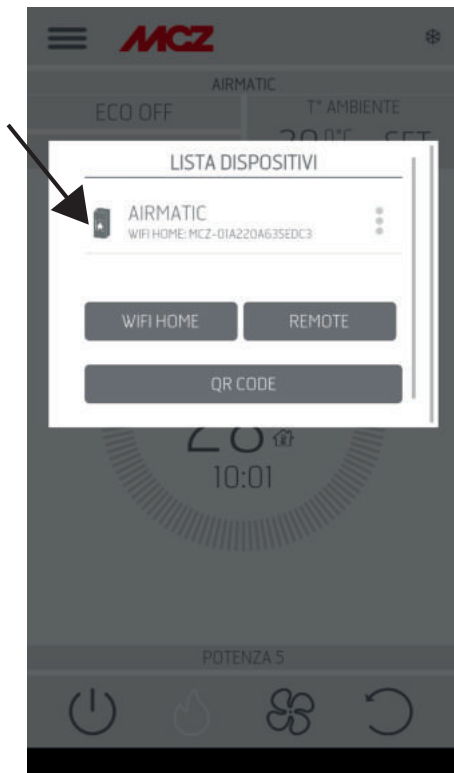 MCZ
AIRMATIC
ECO OFF
T° AMBIENTE
SET
LISTA DISPOSITIVI
AIRMATIC
WIFI HOME: MCZ-01A220A635EDC3
WIFI HOME
REMOTE
QR CODE
10:01
POTENZA 5